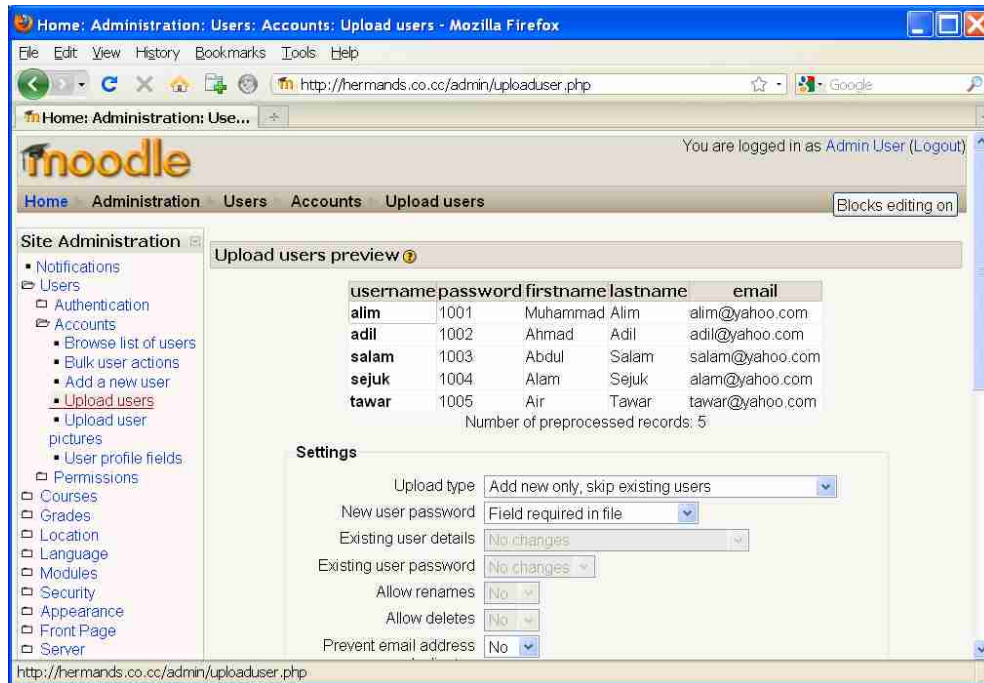 Home: Administration: Users: Accounts: Upload users - Mozilla Firefox
File Edit View History Bookmarks Tools Help
http://hermands.co.cc/admin/uploaduser.php
Google
Home: Administration: Use...
moodle
You are logged in as Admin User (Logout)
Home Administration Users Accounts Upload users
Blocks editing on
Site Administration
Notifications
Users
Authentication
Accounts
Browse list of users
Bulk user actions
Add a new user
Upload users
Upload user
pictures
User profile fields
Permissions
Courses
Grades
Location
Language
Modules
Security
Appearance
Front Page
Server
Upload users preview
username password firstname lastname email
alim 1001 Muhammad Alim alim@yahoo.com
adil 1002 Ahmad Adil adil@yahoo.com
salam 1003 Abdul Salam salam@yahoo.com
sejuk 1004 Alam Sejuk alam@yahoo.com
tawar 1005 Air Tawar tawar@yahoo.com
Number of preprocessed records: 5
Settings
Upload type Add new only, skip existing users
New user password Field required in file
Existing user details No changes
Existing user password No changes
Allow renames No
Allow deletes No
Prevent email address No
http://hermands.co.cc/admin/uploaduser.php